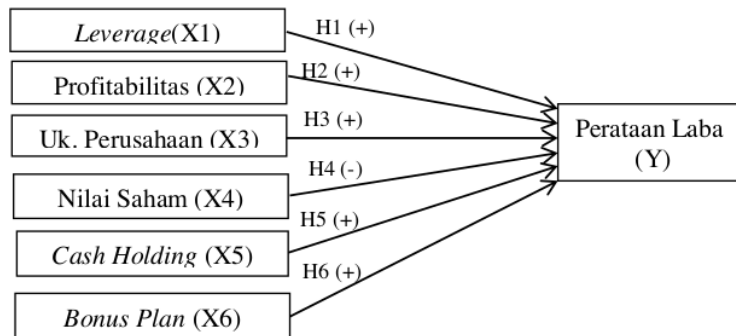 Leverage(X1)
H1 (+)
Profitabilitas (X2)
H2 (+)
Uk. Perusahaan (X3)
H3 (+)
Nilai Saham (X4)
H4 (-)
Cash Holding (X5)
H5 (+)
Bonus Plan (X6)
H6 (+)
Perataan Laba
(Y)